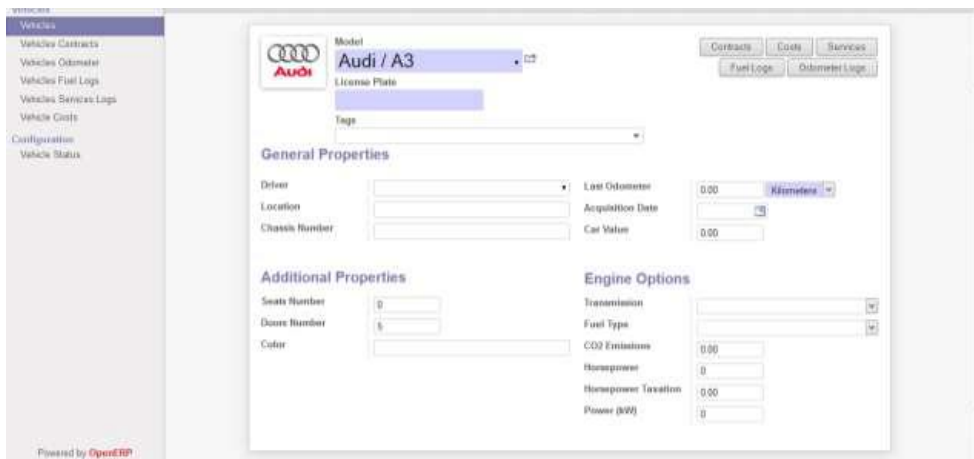 Vehicles
Vehicles
Vehicles Contracts
Vehicles Odometer
Vehicles Fuel Logs
Vehicles Services Logs
Vehicle Costs
Configuration
Vehicle Status
Powered by OpenERP
Audi
Model
Audi / A3
License Plate
Tags
Contracts Costs Services
Fuel Logs Odometer Logs
General Properties
Driver
Location
Chassis Number
Last Odometer 0.00 Kilometers
Acquisition Date
Car Value 0.00
Additional Properties
Seats Number 0
Doors Number 5
Color
Engine Options
Transmission
Fuel Type
CO2 Emissions 0.00
Horsepower 0
Horsepower Taxation 0.00
Power (kW) 0